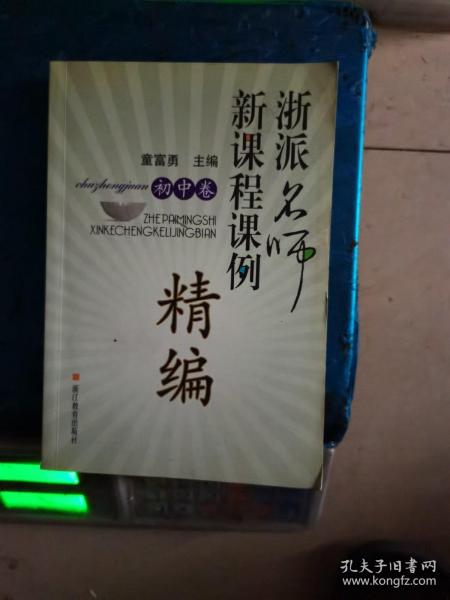 浙派名师
新课程课例
精编
童富勇 主编
chuzhongjuan 初中卷
ZHEPAIMINGSHI
XINKECHENGKELIJINGBIAN
浙江教育出版社
孔夫子旧书网
www.kongfz.com